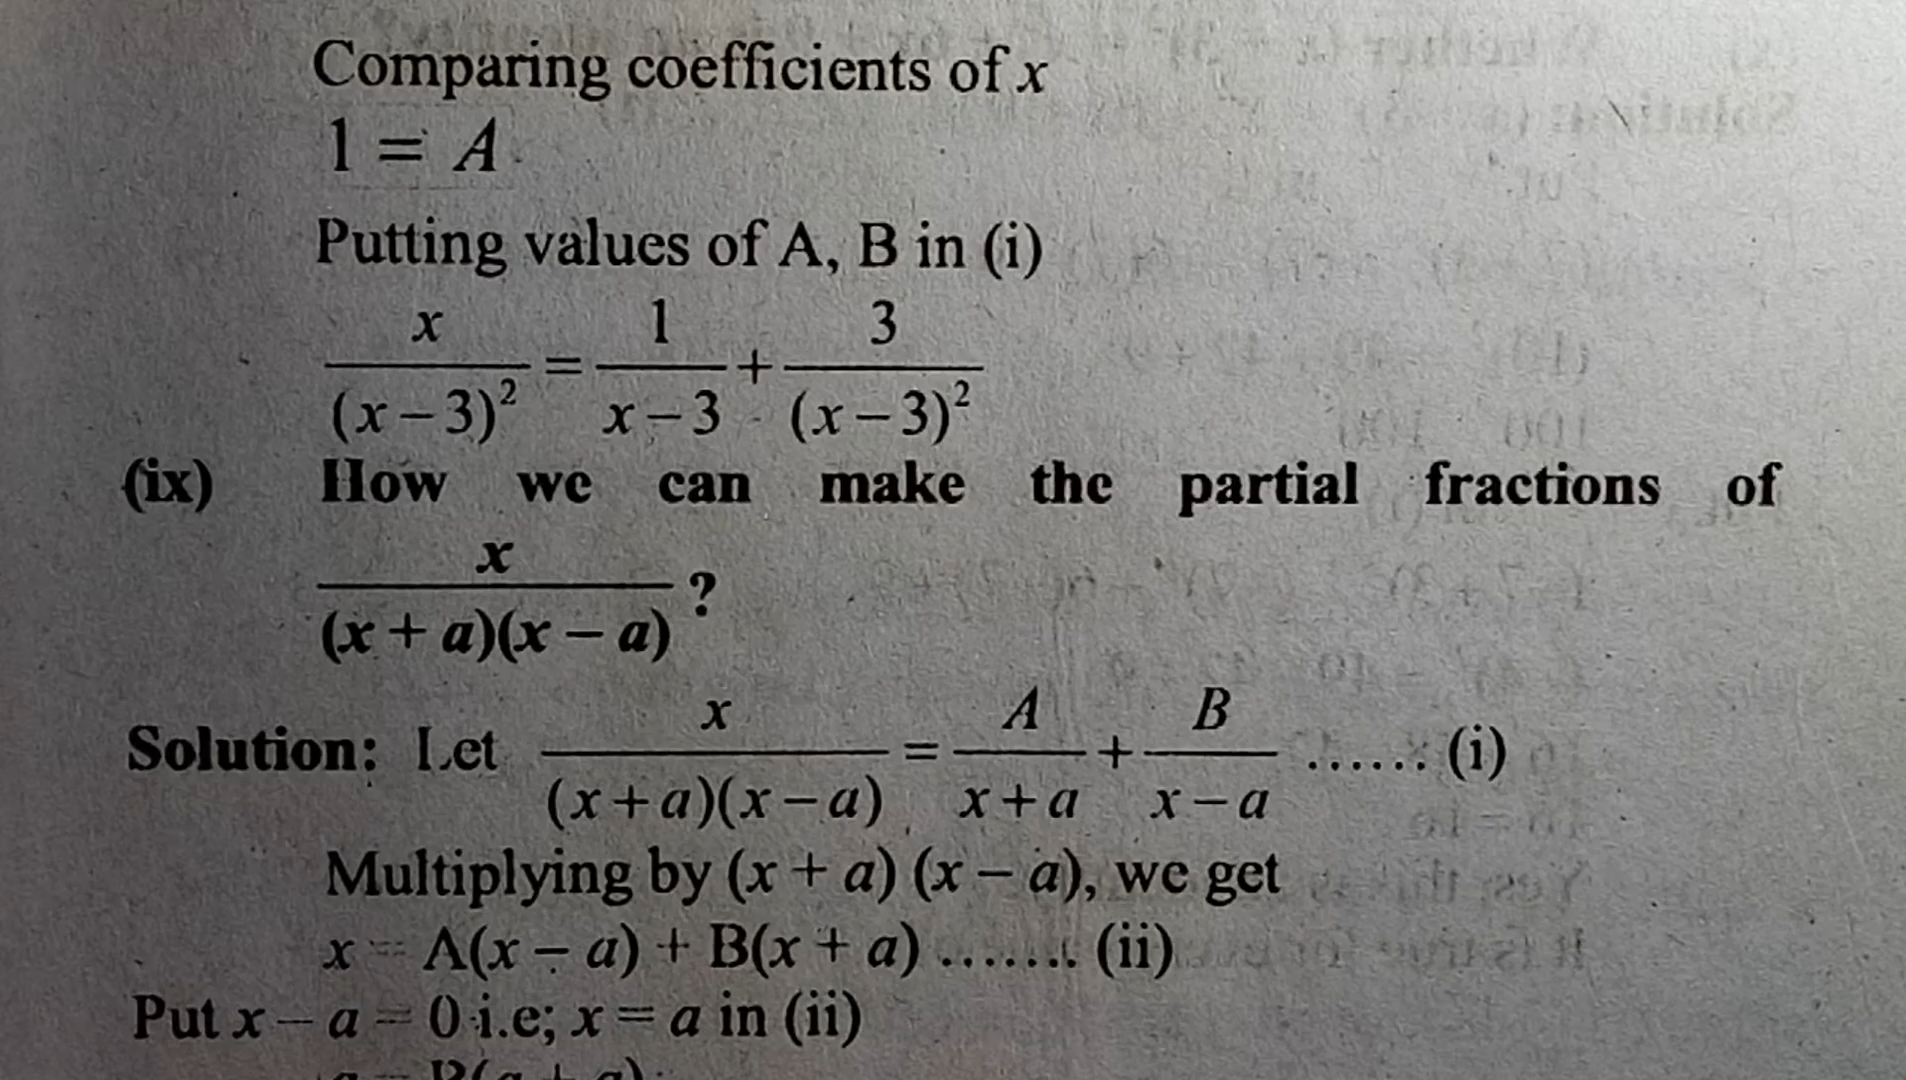 Comparing coefficients of x
1 = A
Putting values of A, B in (i)
x/(x−3)² = 1/(x−3) + 3/(x−3)²
(ix) How we can make the partial fractions of
x/((x + a)(x − a)) ?
Solution: Let x/((x+a)(x−a)) = A/(x+a) + B/(x−a) ...... (i)
Multiplying by (x + a) (x − a), we get
x = A(x − a) + B(x + a) ....... (ii)
Put x − a = 0 i.e; x = a in (ii)